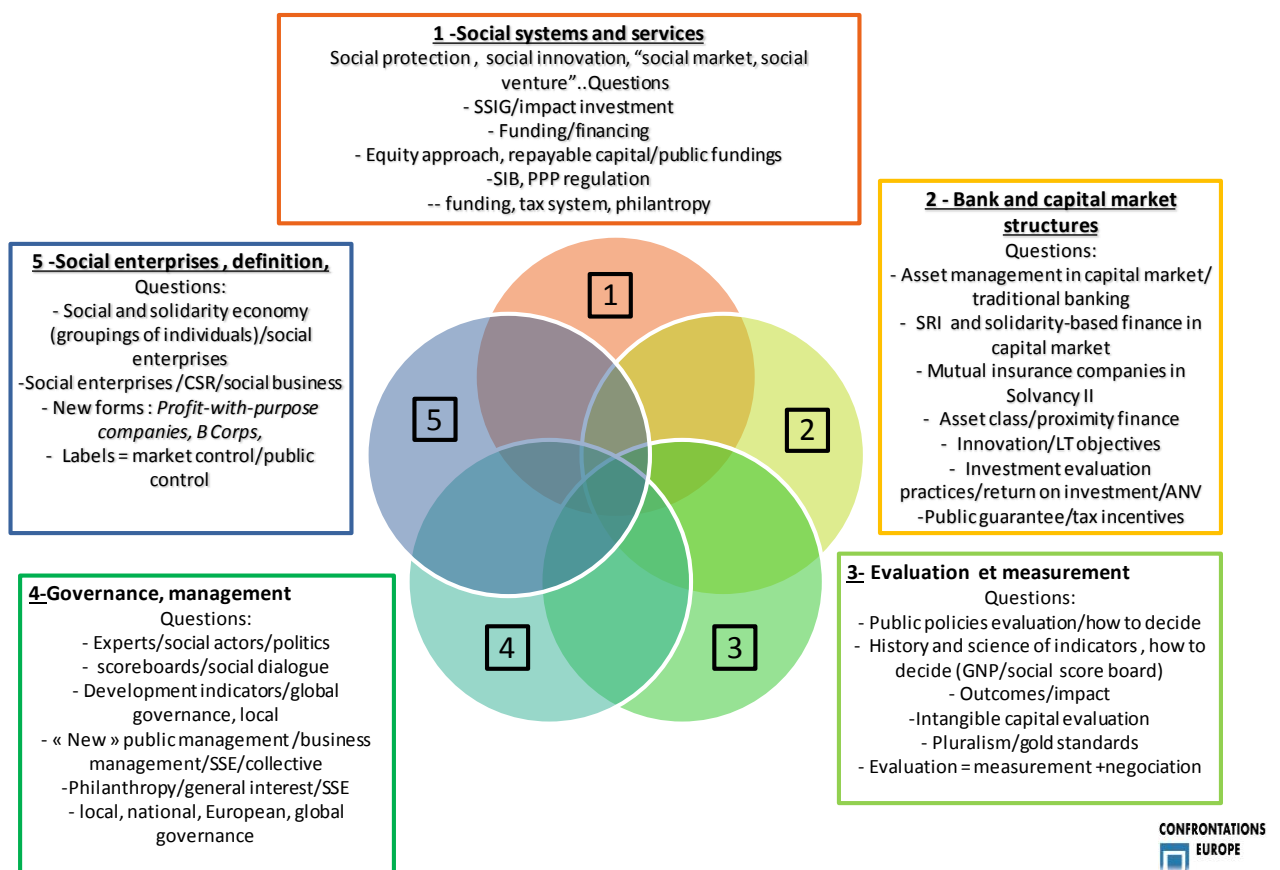 1 -Social systems and services
Social protection , social innovation, “social market, social
venture”..Questions
- SSIG/impact investment
- Funding/financing
- Equity approach, repayable capital/public fundings
-SIB, PPP regulation
-- funding, tax system, philantropy
2 - Bank and capital market
structures
Questions:
- Asset management in capital market/
traditional banking
- SRI and solidarity-based finance in
capital market
- Mutual insurance companies in
Solvancy II
- Asset class/proximity finance
- Innovation/LT objectives
- Investment evaluation
practices/return on investment/ANV
-Public guarantee/tax incentives
5 -Social enterprises , definition,
Questions:
- Social and solidarity economy
(groupings of individuals)/social
enterprises
-Social enterprises /CSR/social business
- New forms : Profit-with-purpose
companies, B Corps,
- Labels = market control/public
control
1
5
2
4
3
4-Governance, management
Questions:
- Experts/social actors/politics
- scoreboards/social dialogue
- Development indicators/global
governance, local
- « New » public management /business
management/SSE/collective
-Philanthropy/general interest/SSE
- local, national, European, global
governance
3- Evaluation et measurement
Questions:
- Public policies evaluation/how to decide
- History and science of indicators , how to
decide (GNP/social score board)
- Outcomes/impact
-Intangible capital evaluation
- Pluralism/gold standards
- Evaluation = measurement +negociation
CONFRONTATIONS
EUROPE